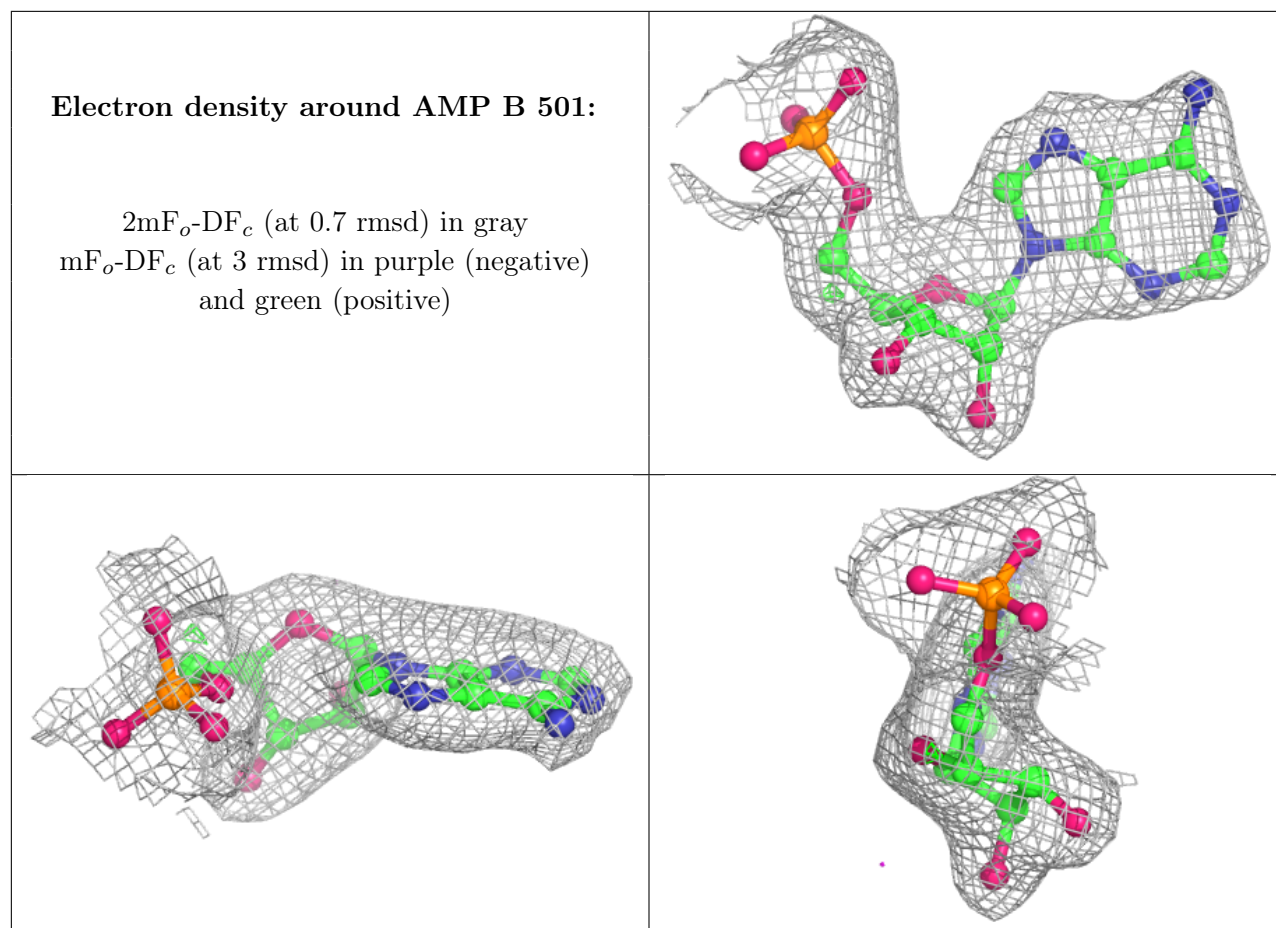 Electron density around AMP B 501:
2mFo-DFc (at 0.7 rmsd) in gray
mFo-DFc (at 3 rmsd) in purple (negative)
and green (positive)